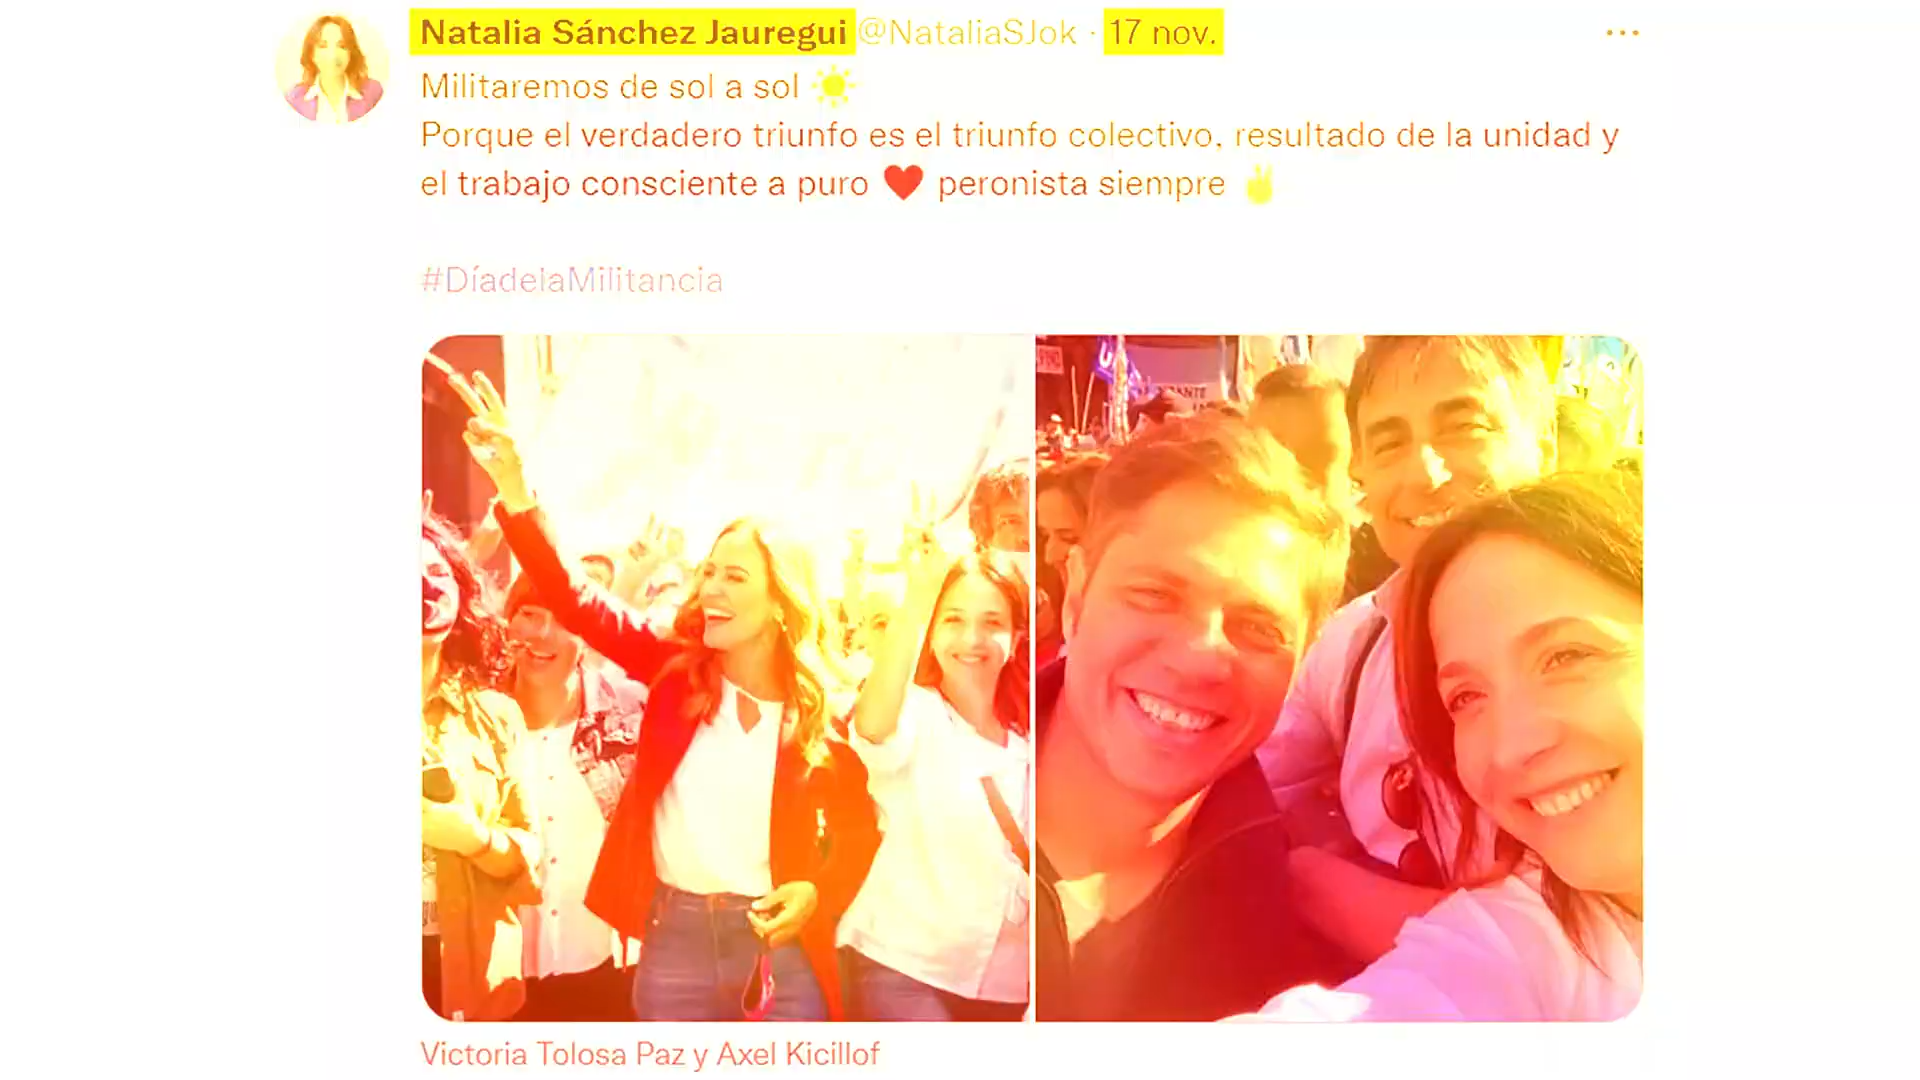 Natalia Sánchez Jauregui @NataliaSJok · 17 nov.
Militaremos de sol a sol
Porque el verdadero triunfo es el triunfo colectivo, resultado de la unidad y
el trabajo consciente a puro ❤ peronista siempre ✌
#DíadelaMilitancia
Victoria Tolosa Paz y Axel Kicillof